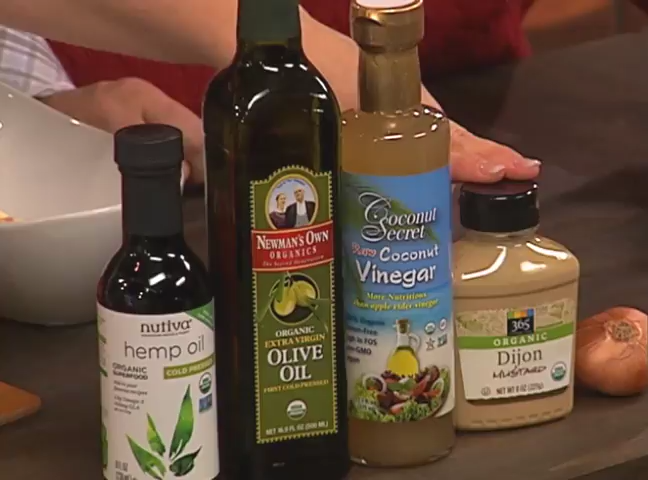 nutiva
hemp oil
COLD PRESSED
ORGANIC
SUPERFOOD
NEWMAN'S OWN
ORGANICS
ORGANIC
EXTRA VIRGIN
OLIVE
OIL
FIRST COLD PRESSED
NET 16.9 FL OZ (500 ML)
Coconut
Secret
Raw Coconut
Vinegar
More Nutritious
than apple cider vinegar
365
ORGANIC
Dijon
MUSTARD
NET WT 8 OZ (227g)